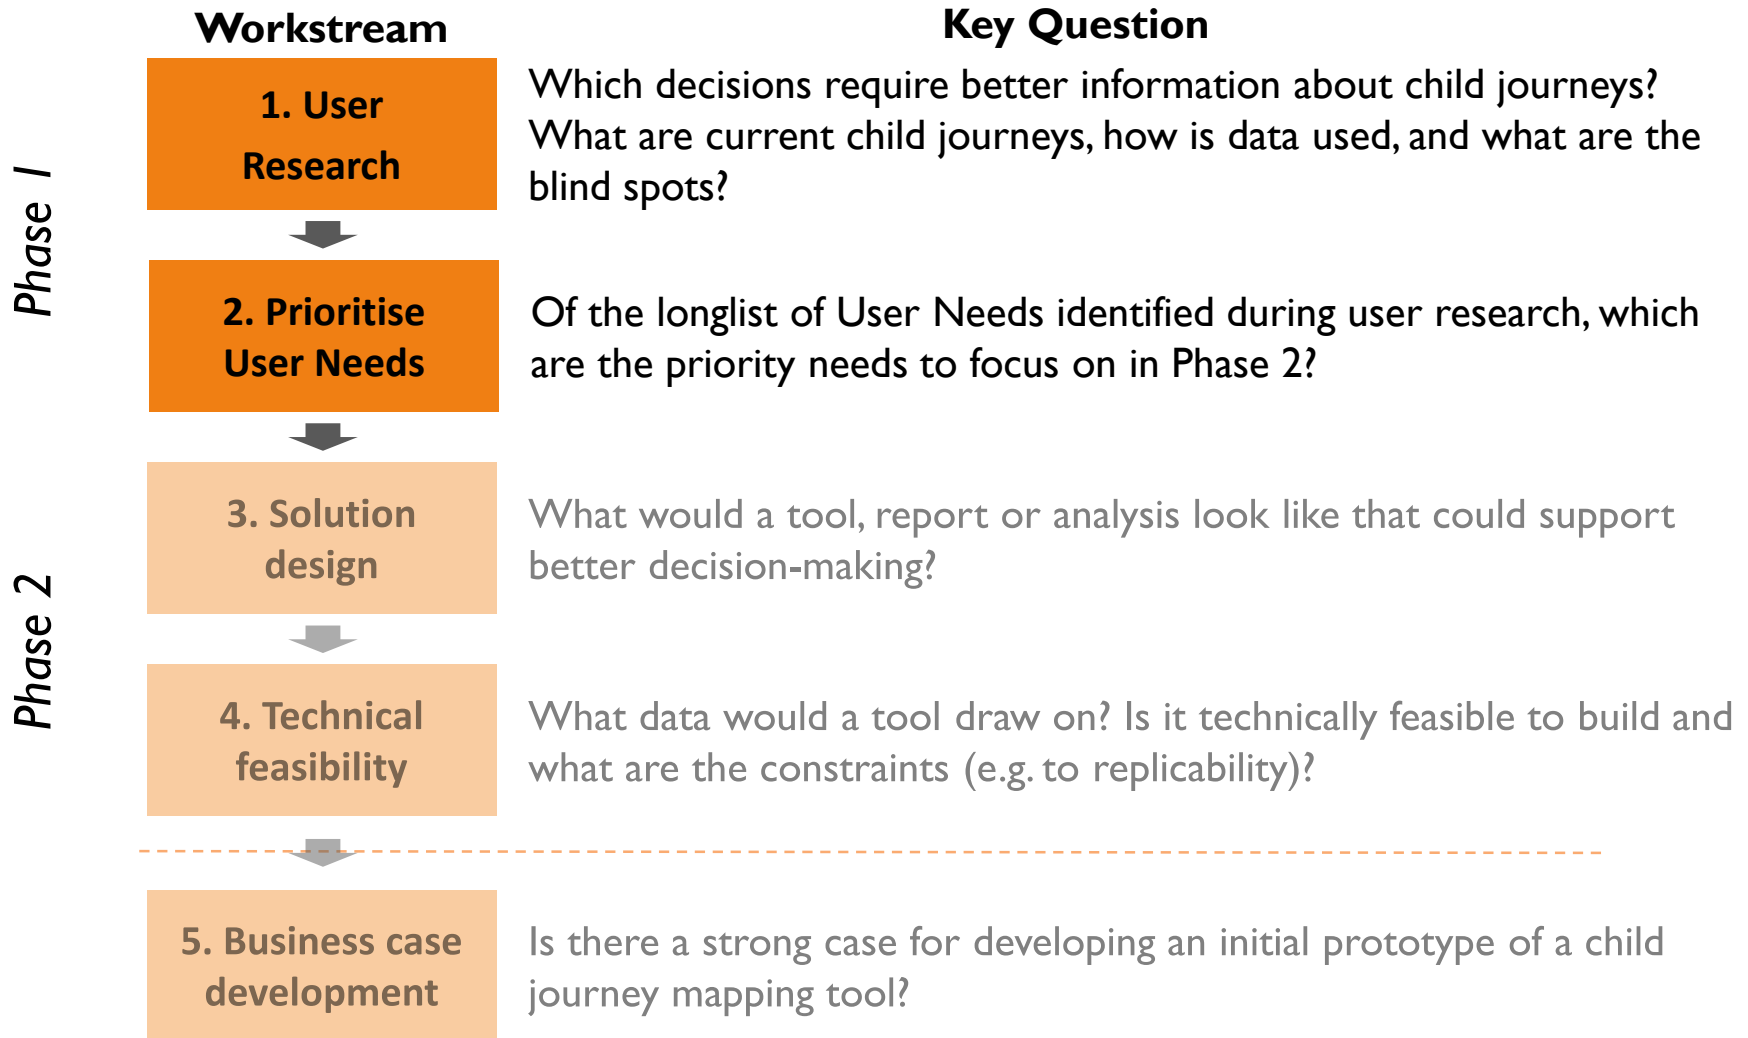 Workstream
Key Question
Phase 1
1. User
Research
Which decisions require better information about child journeys?
What are current child journeys, how is data used, and what are the
blind spots?
2. Prioritise
User Needs
Of the longlist of User Needs identified during user research, which
are the priority needs to focus on in Phase 2?
Phase 2
3. Solution
design
What would a tool, report or analysis look like that could support
better decision-making?
4. Technical
feasibility
What data would a tool draw on? Is it technically feasible to build and
what are the constraints (e.g. to replicability)?
5. Business case
development
Is there a strong case for developing an initial prototype of a child
journey mapping tool?